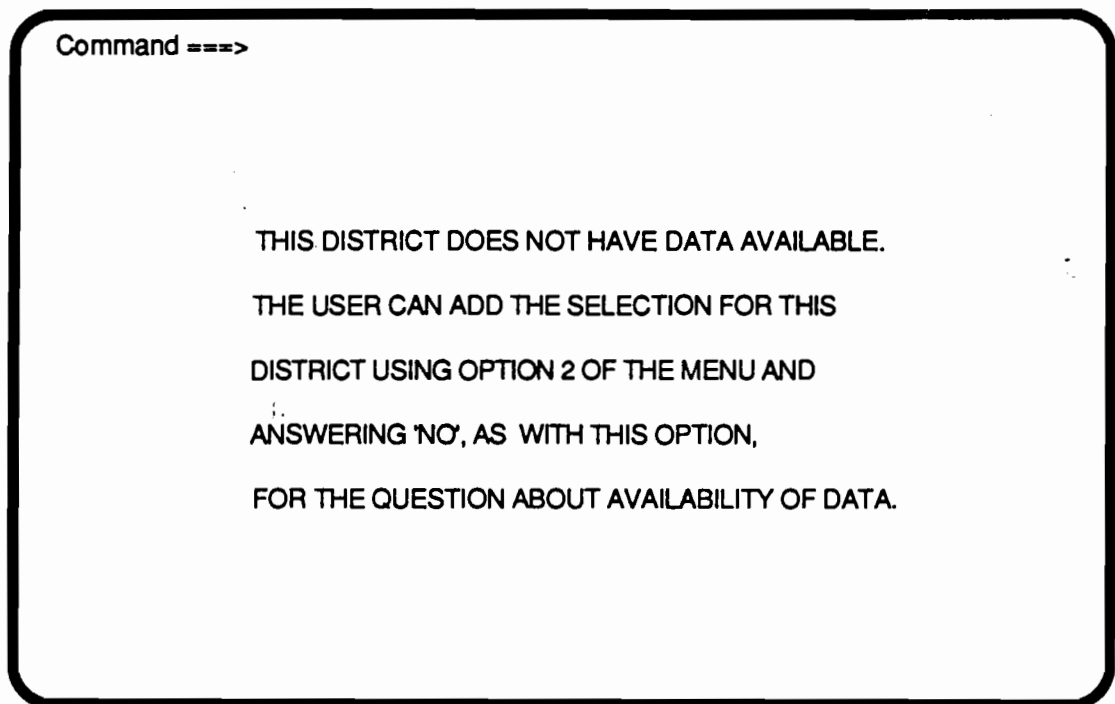 Command ===>
THIS DISTRICT DOES NOT HAVE DATA AVAILABLE.
THE USER CAN ADD THE SELECTION FOR THIS
DISTRICT USING OPTION 2 OF THE MENU AND
ANSWERING 'NO', AS WITH THIS OPTION,
FOR THE QUESTION ABOUT AVAILABILITY OF DATA.